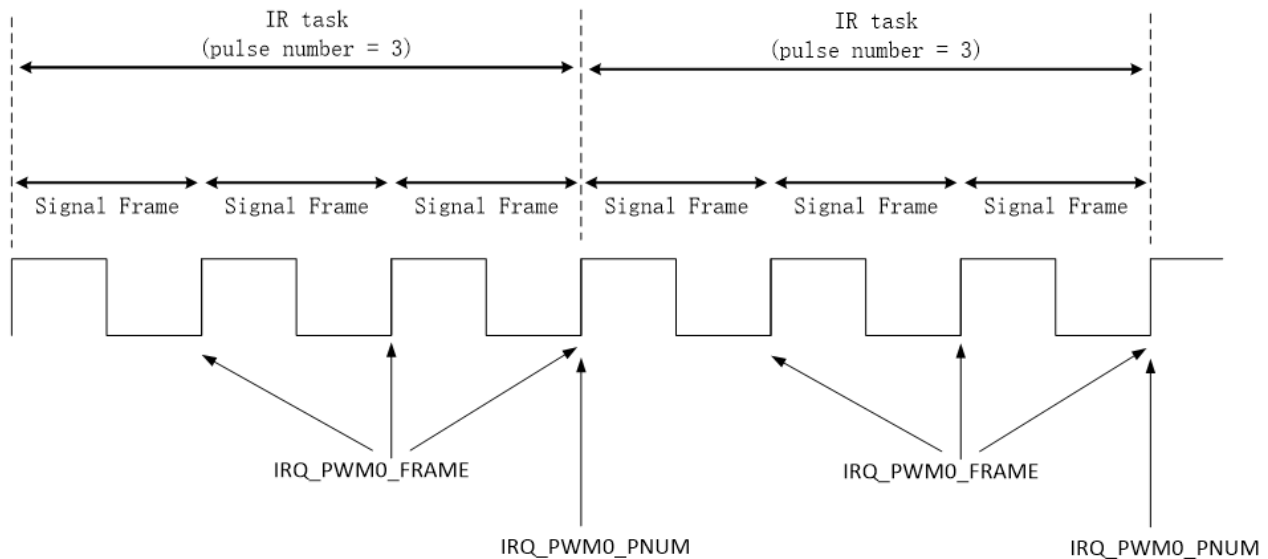 IR task
(pulse number = 3)
IR task
(pulse number = 3)
Signal Frame
Signal Frame
Signal Frame
Signal Frame
Signal Frame
Signal Frame
IRQ_PWM0_FRAME
IRQ_PWM0_FRAME
IRQ_PWM0_PNUM
IRQ_PWM0_PNUM